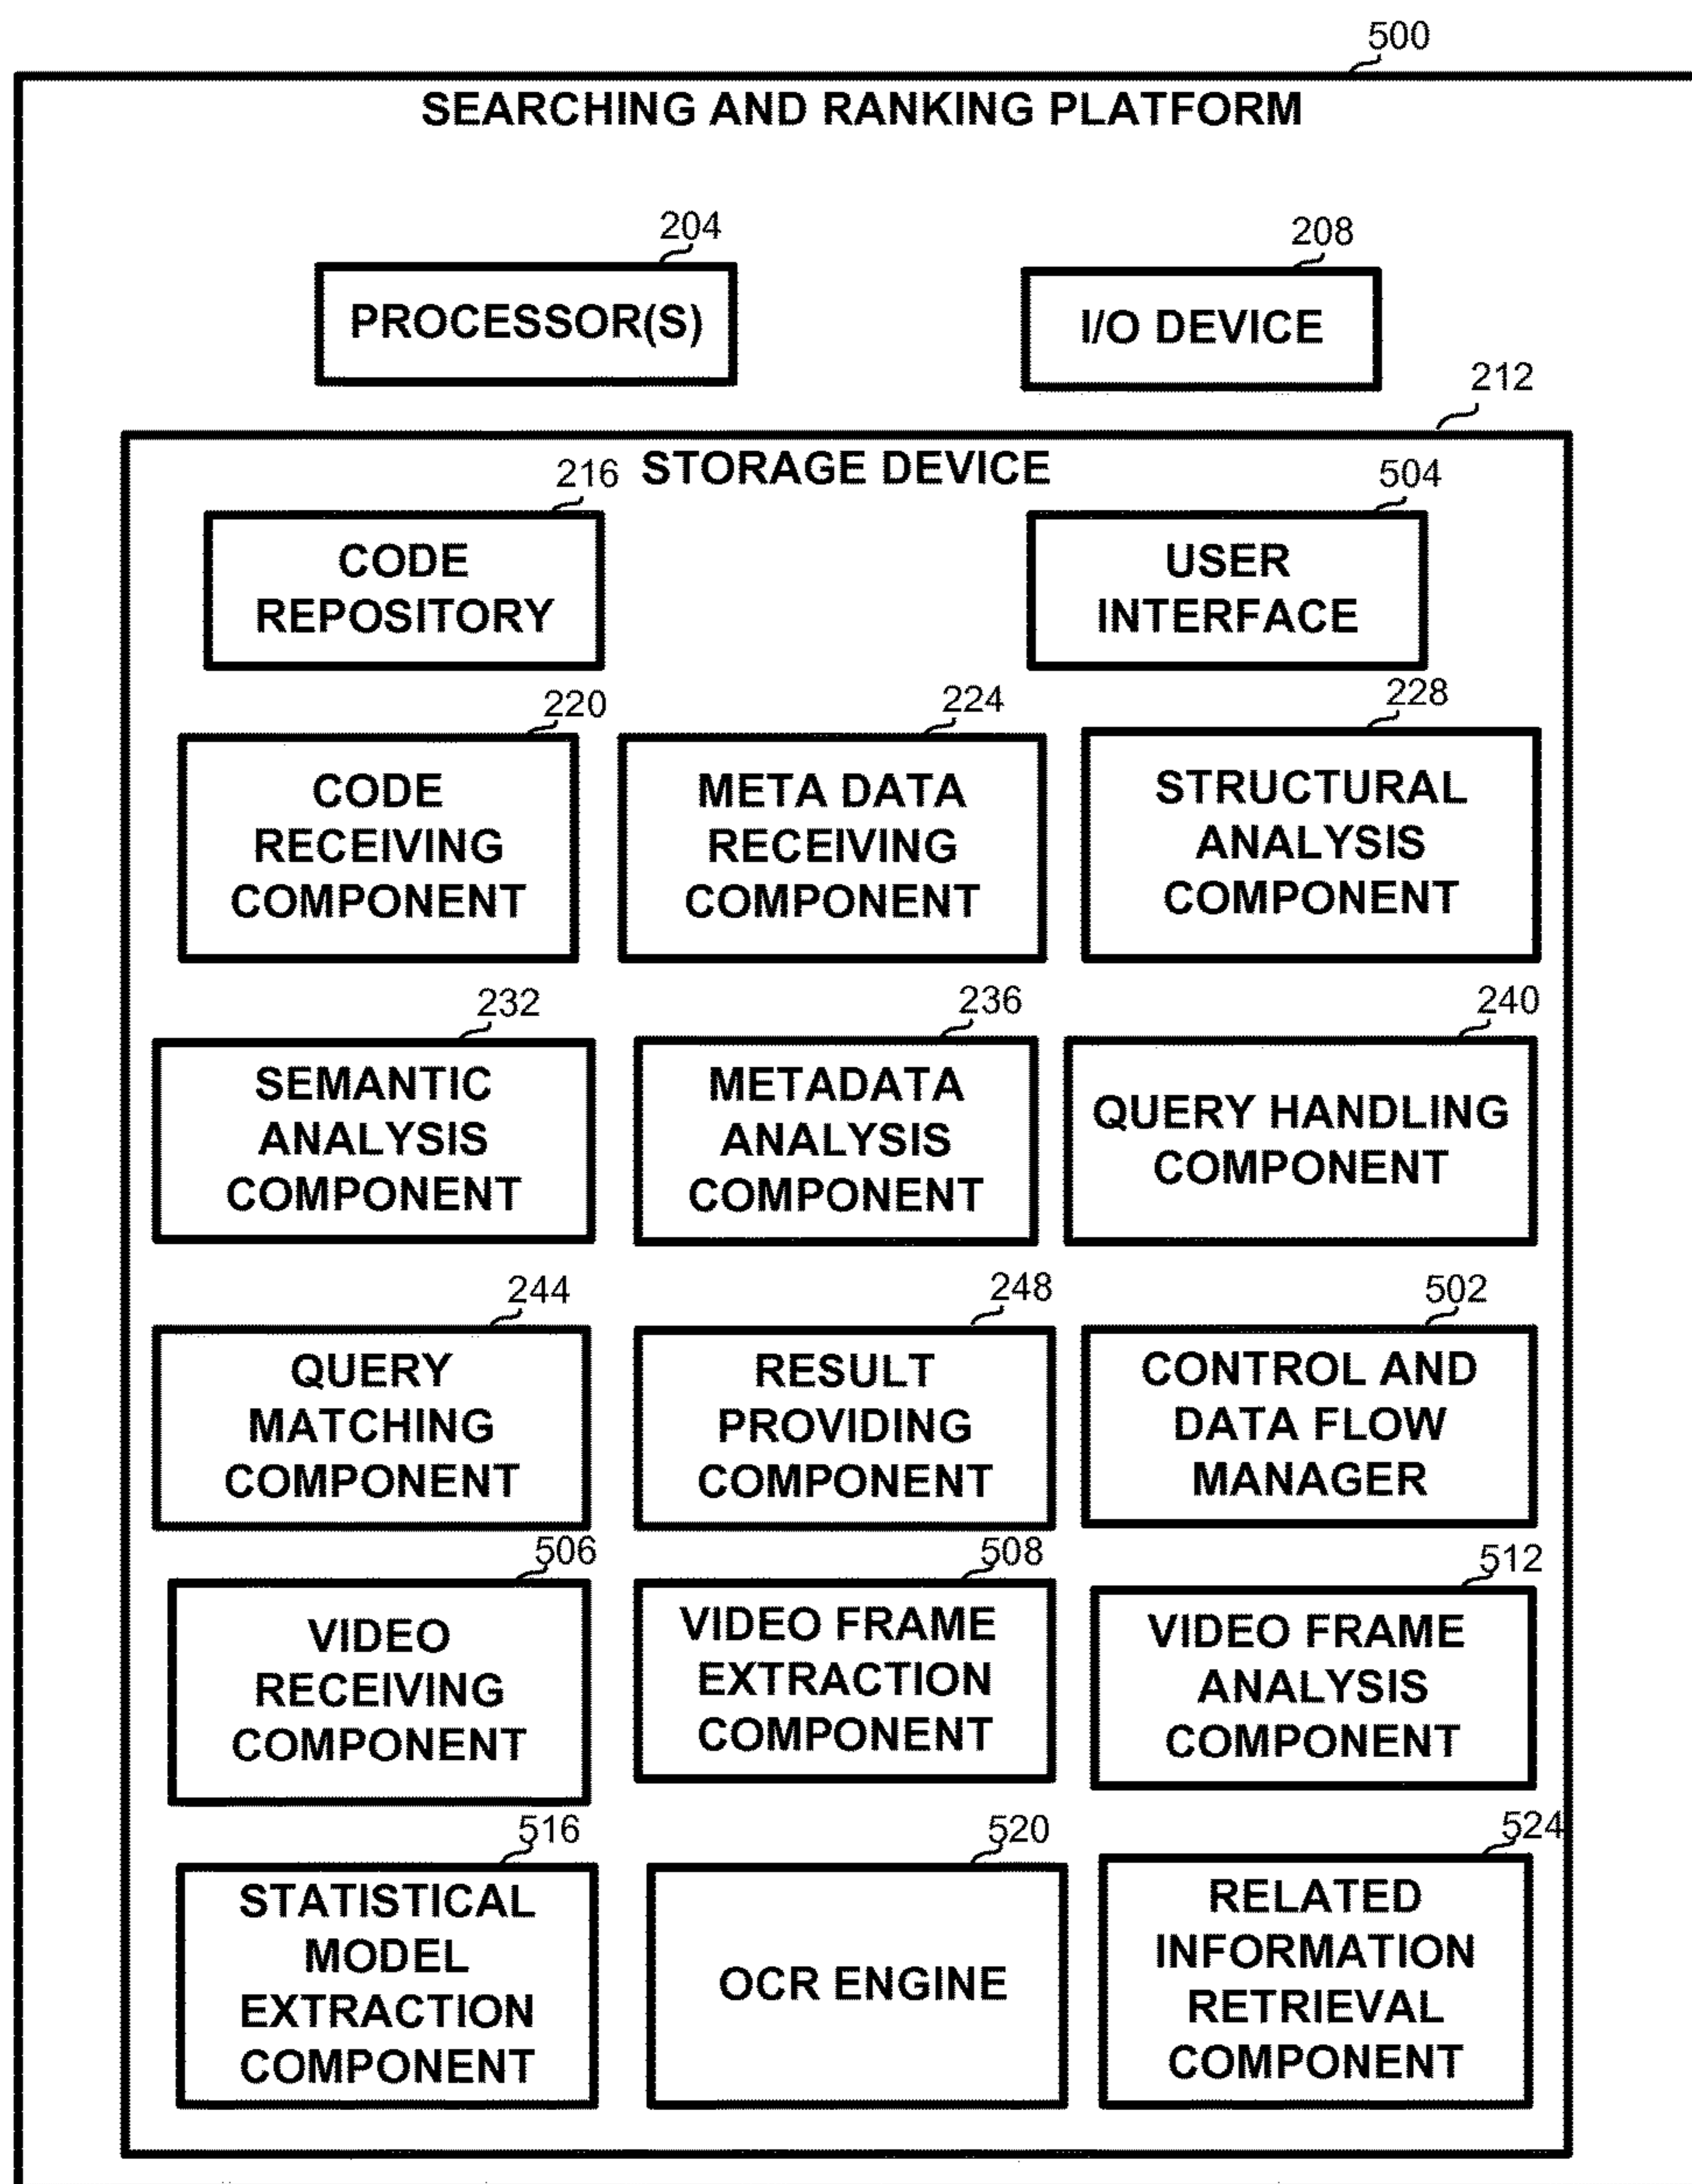 500
SEARCHING AND RANKING PLATFORM
204
208
PROCESSOR(S)
I/O DEVICE
212
STORAGE DEVICE
216
504
CODE
REPOSITORY
USER
INTERFACE
220
224
228
CODE
RECEIVING
COMPONENT
META DATA
RECEIVING
COMPONENT
STRUCTURAL
ANALYSIS
COMPONENT
232
236
240
SEMANTIC
ANALYSIS
COMPONENT
METADATA
ANALYSIS
COMPONENT
QUERY HANDLING
COMPONENT
244
248
502
QUERY
MATCHING
COMPONENT
RESULT
PROVIDING
COMPONENT
CONTROL AND
DATA FLOW
MANAGER
506
508
512
VIDEO
RECEIVING
COMPONENT
VIDEO FRAME
EXTRACTION
COMPONENT
VIDEO FRAME
ANALYSIS
COMPONENT
516
520
524
STATISTICAL
MODEL
EXTRACTION
COMPONENT
OCR ENGINE
RELATED
INFORMATION
RETRIEVAL
COMPONENT